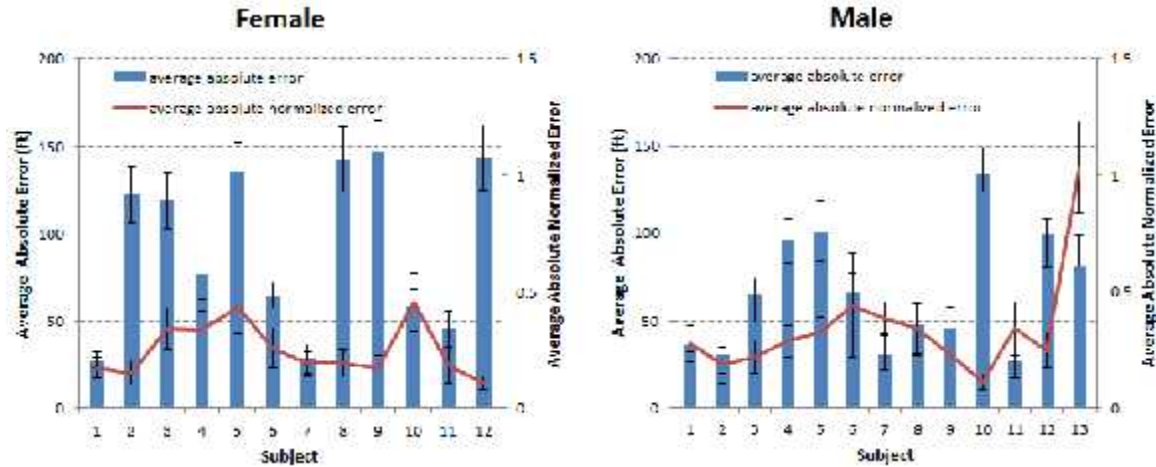 Female
200
150
100
50
0
1.5
1
0.5
0
average absolute error
average absolute normalized error
Average Absolute Error (ft)
Average Absolute Normalized Error
1 2 3 4 5 6 7 8 9 10 11 12
Subject
Male
200
150
100
50
0
1.5
1
0.5
0
average absolute error
average absolute normalized error
Average Absolute Error (ft)
Average Absolute Normalized Error
1 2 3 4 5 6 7 8 9 10 11 12 13
Subject